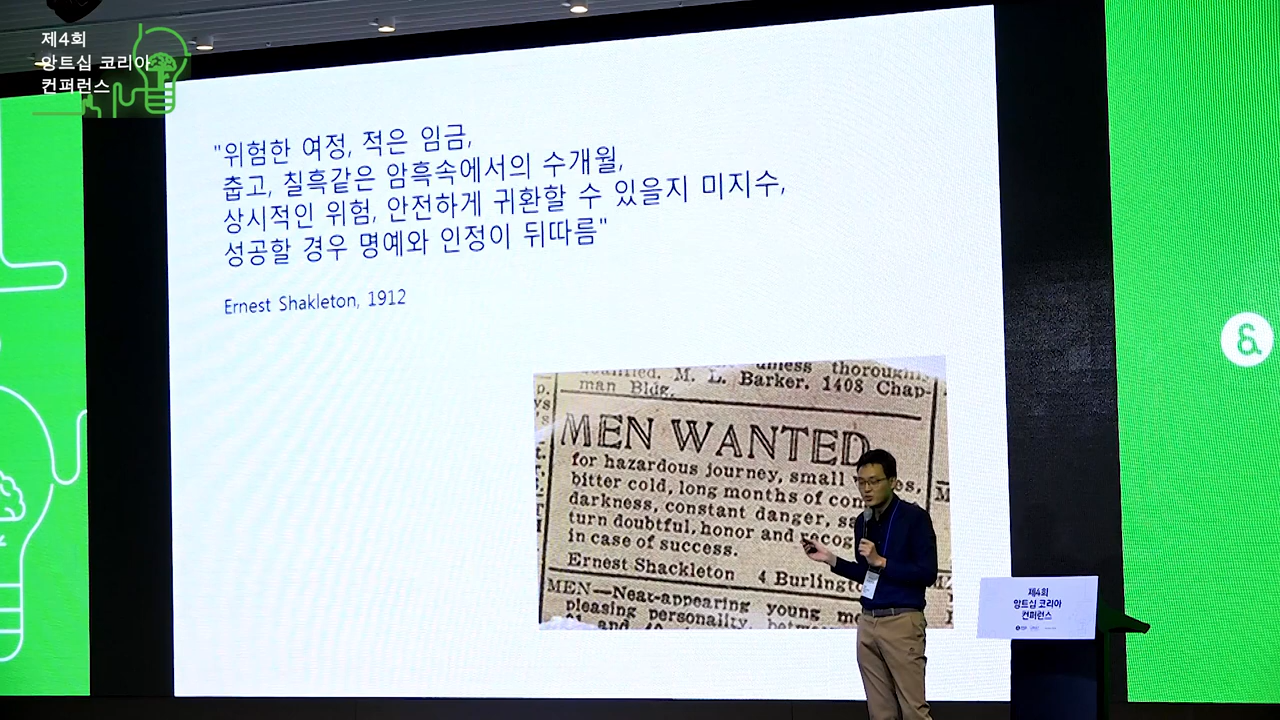 제4회
앙트십 코리아
컨퍼런스
"위험한 여정, 적은 임금,
춥고, 칠흑같은 암흑속에서의 수개월,
상시적인 위험, 안전하게 귀환할 수 있을지 미지수,
성공할 경우 명예와 인정이 뒤따름"
Ernest Shakleton, 1912
thorough
M. L. Barker. 1408 Chap-
man Bldg.
MEN WANTED
for hazardous journey, small
bitter cold, long months of
darkness, constant danger,
turn doubtful, honor and
in case of success.
Ernest Shackleton 4
MEN—Neat-appearing young
pleasing personality,
and
&
제4회
앙트십 코리아
컨퍼런스